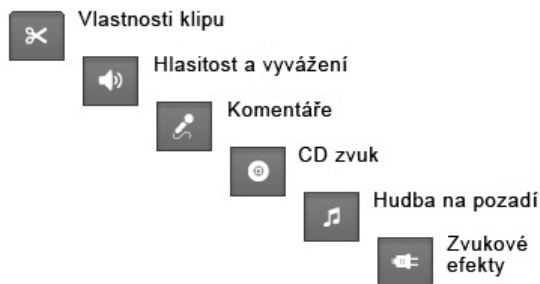 Vlastnosti klipu
Hlasitost a vyvážení
Komentáře
CD zvuk
Hudba na pozadí
Zvukové
efekty